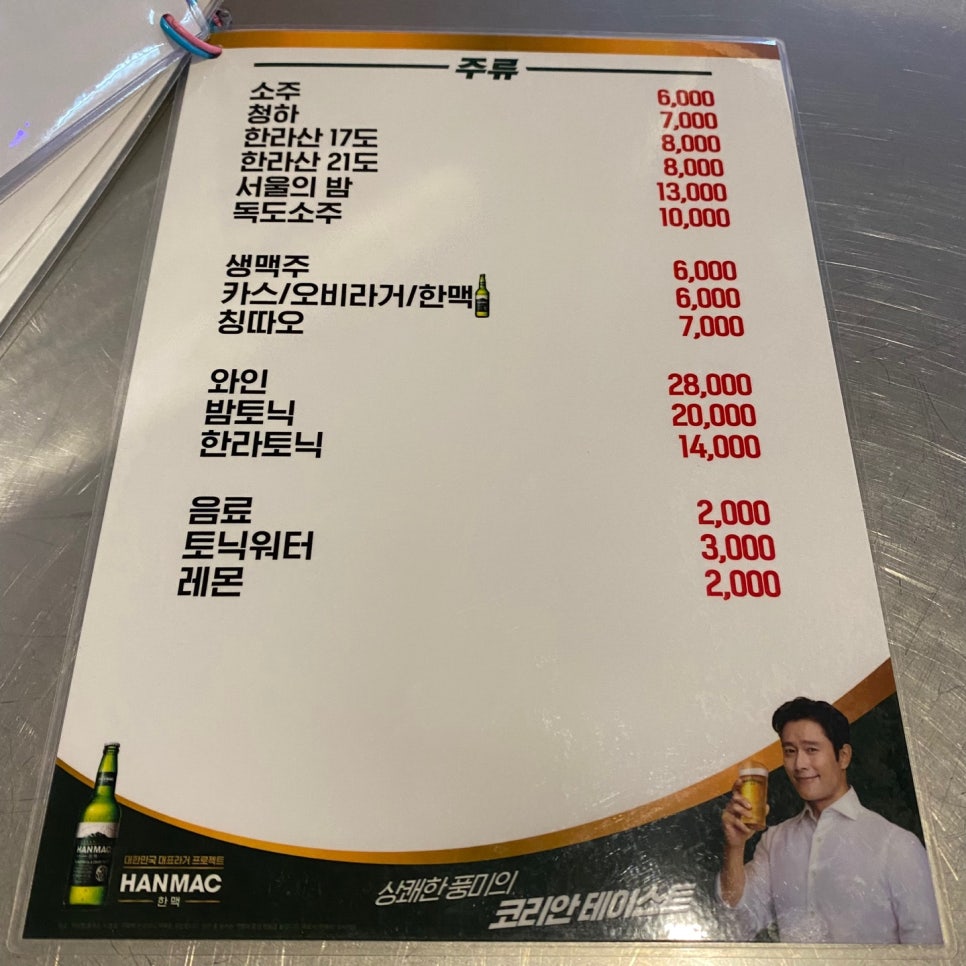 주류
소주 6,000
청하 7,000
한라산 17도 8,000
한라산 21도 8,000
서울의 밤 13,000
독도소주 10,000
생맥주 6,000
카스/오비라거/한맥 6,000
칭따오 7,000
와인 28,000
밤토닉 20,000
한라토닉 14,000
음료 2,000
토닉워터 3,000
레몬 2,000
HANMAC
대한민국 대표라거 프로젝트
HANMAC
한맥
상쾌한 풍미의
코리안 테이스트